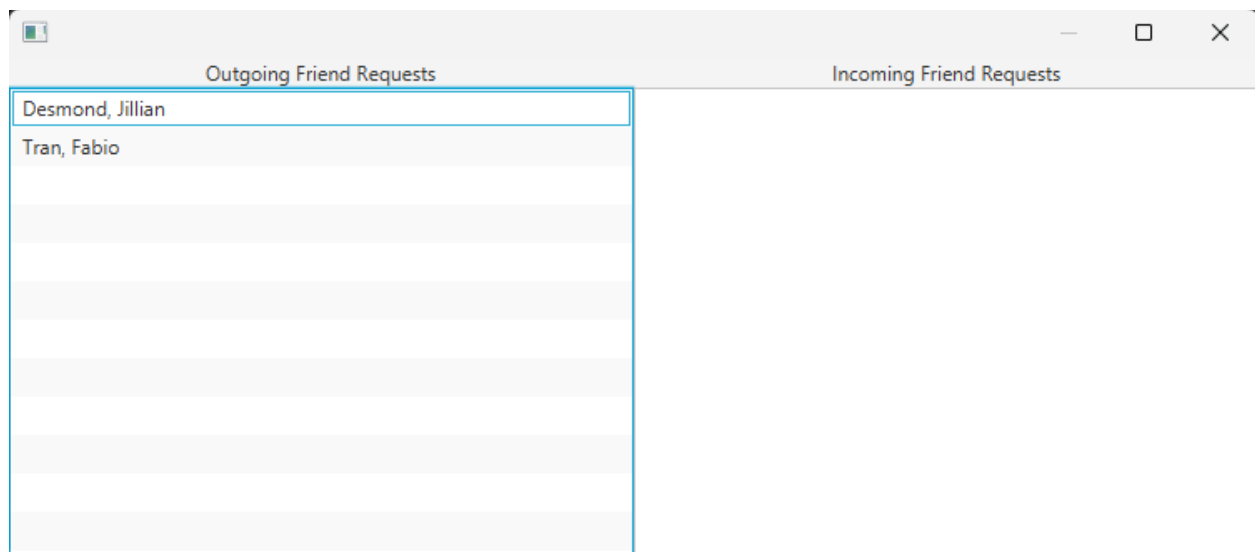 Outgoing Friend Requests
Incoming Friend Requests
Desmond, Jillian
Tran, Fabio